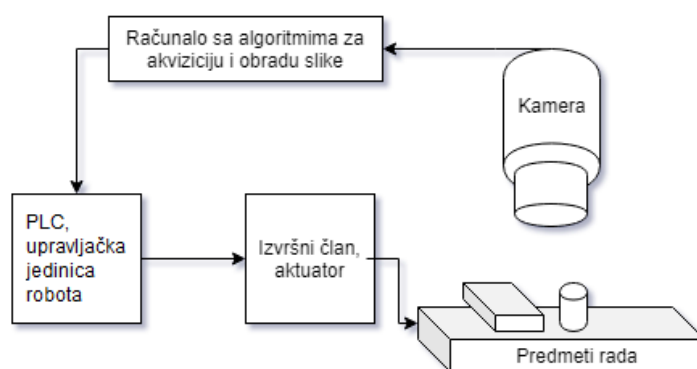 Računalo sa algoritmima za
akviziciju i obradu slike
Kamera
PLC,
upravljačka
jedinica
robota
Izvršni član,
aktuator
Predmeti rada